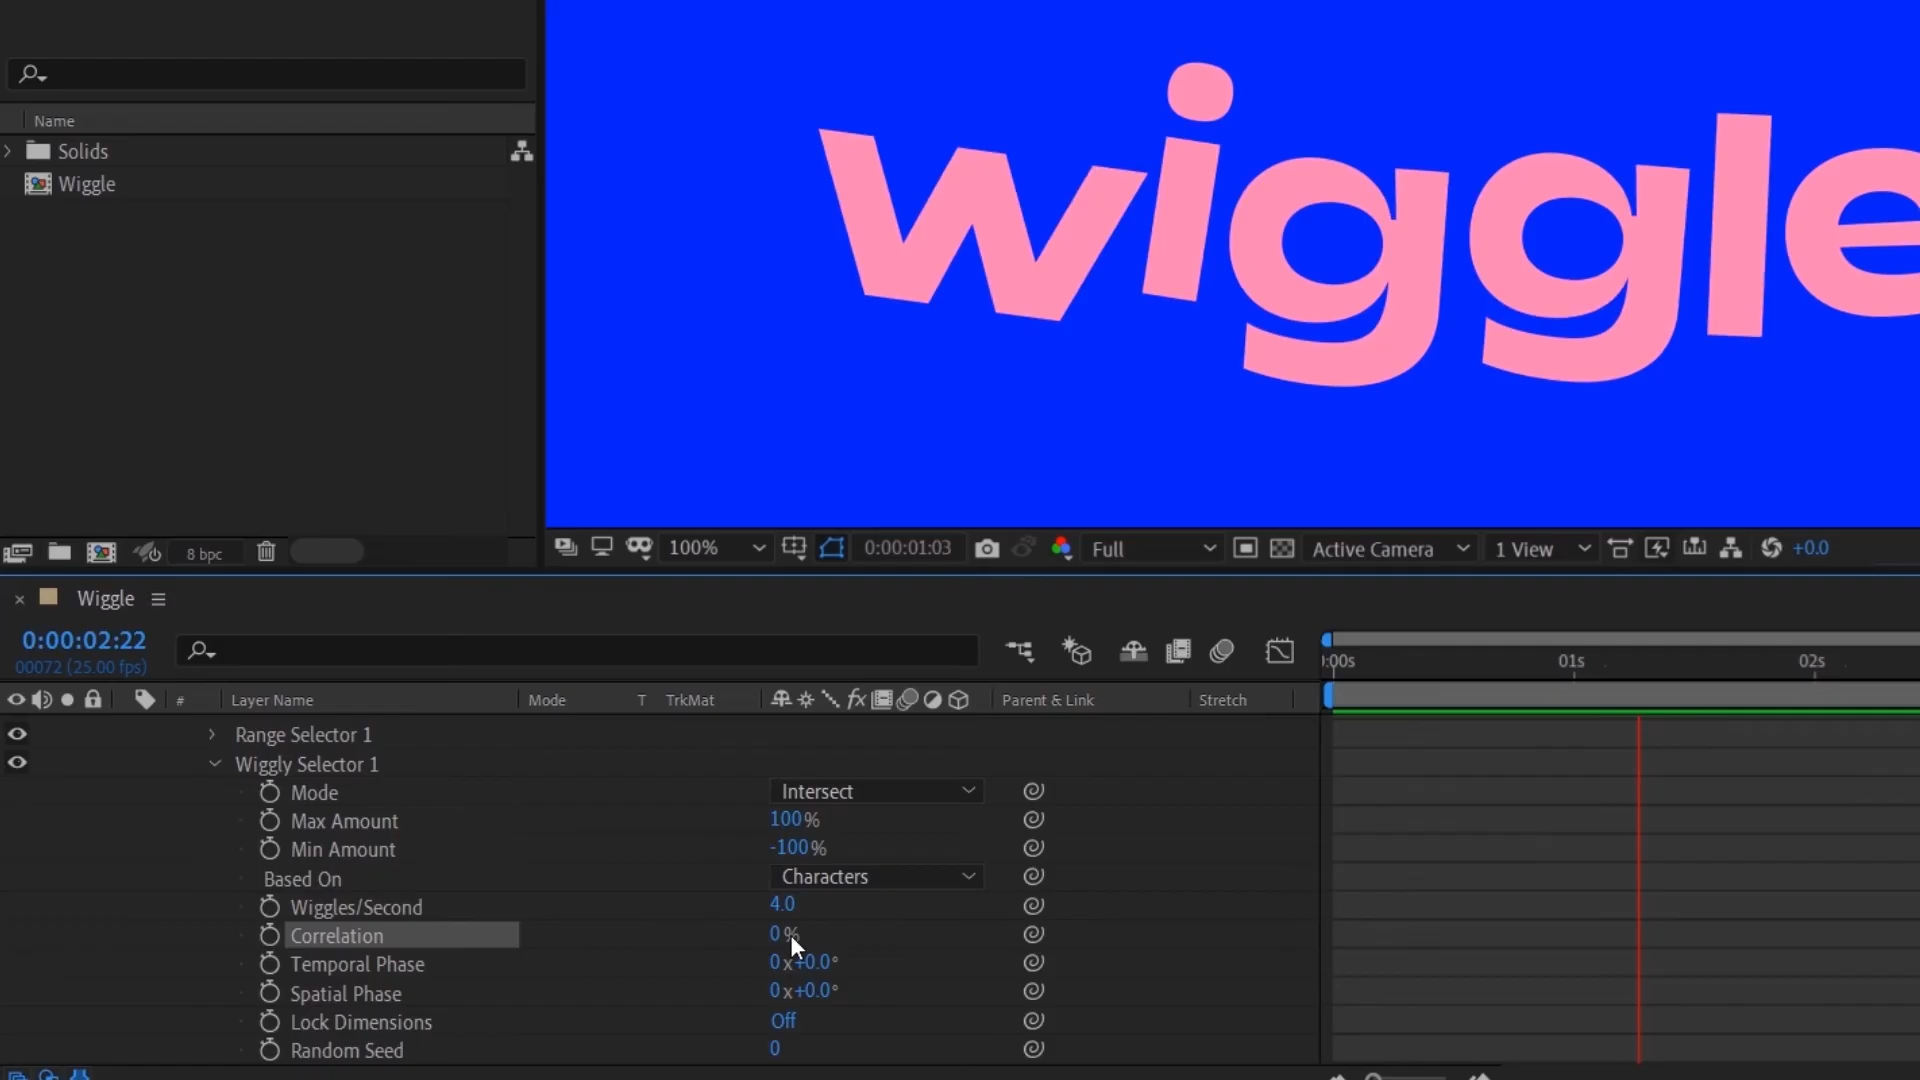 Name
Solids
Wiggle
wiggle
8 bpc
100%
0:00:01:03
Full
Active Camera
1 View
+0.0
Wiggle
0:00:02:22
00072 (25.00 fps)
:00s
01s
02s
#
Layer Name
Mode
T
TrkMat
fx
Parent & Link
Stretch
Range Selector 1
Wiggly Selector 1
Mode
Intersect
Max Amount
100%
Min Amount
-100%
Based On
Characters
Wiggles/Second
4.0
Correlation
0%
Temporal Phase
0x+0.0°
Spatial Phase
0x+0.0°
Lock Dimensions
Off
Random Seed
0